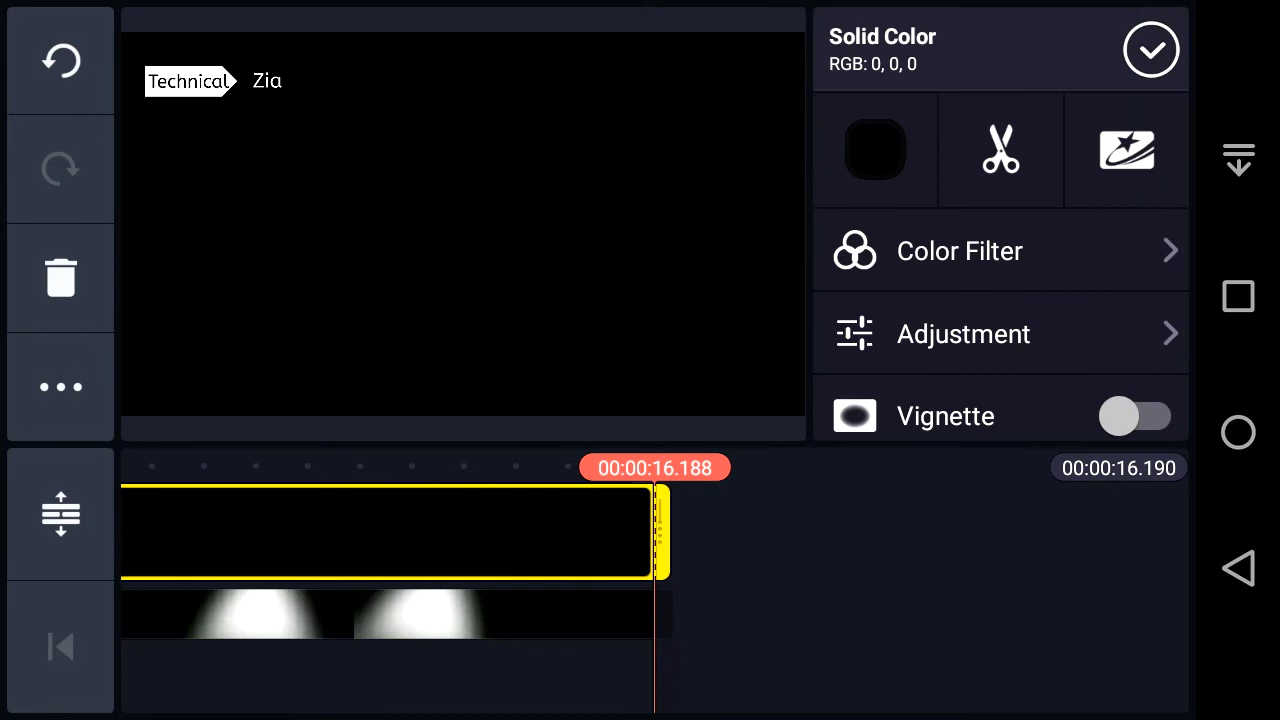 Technical Zia
Solid Color
RGB: 0, 0, 0
Color Filter
Adjustment
Vignette
00:00:16.188
00:00:16.190